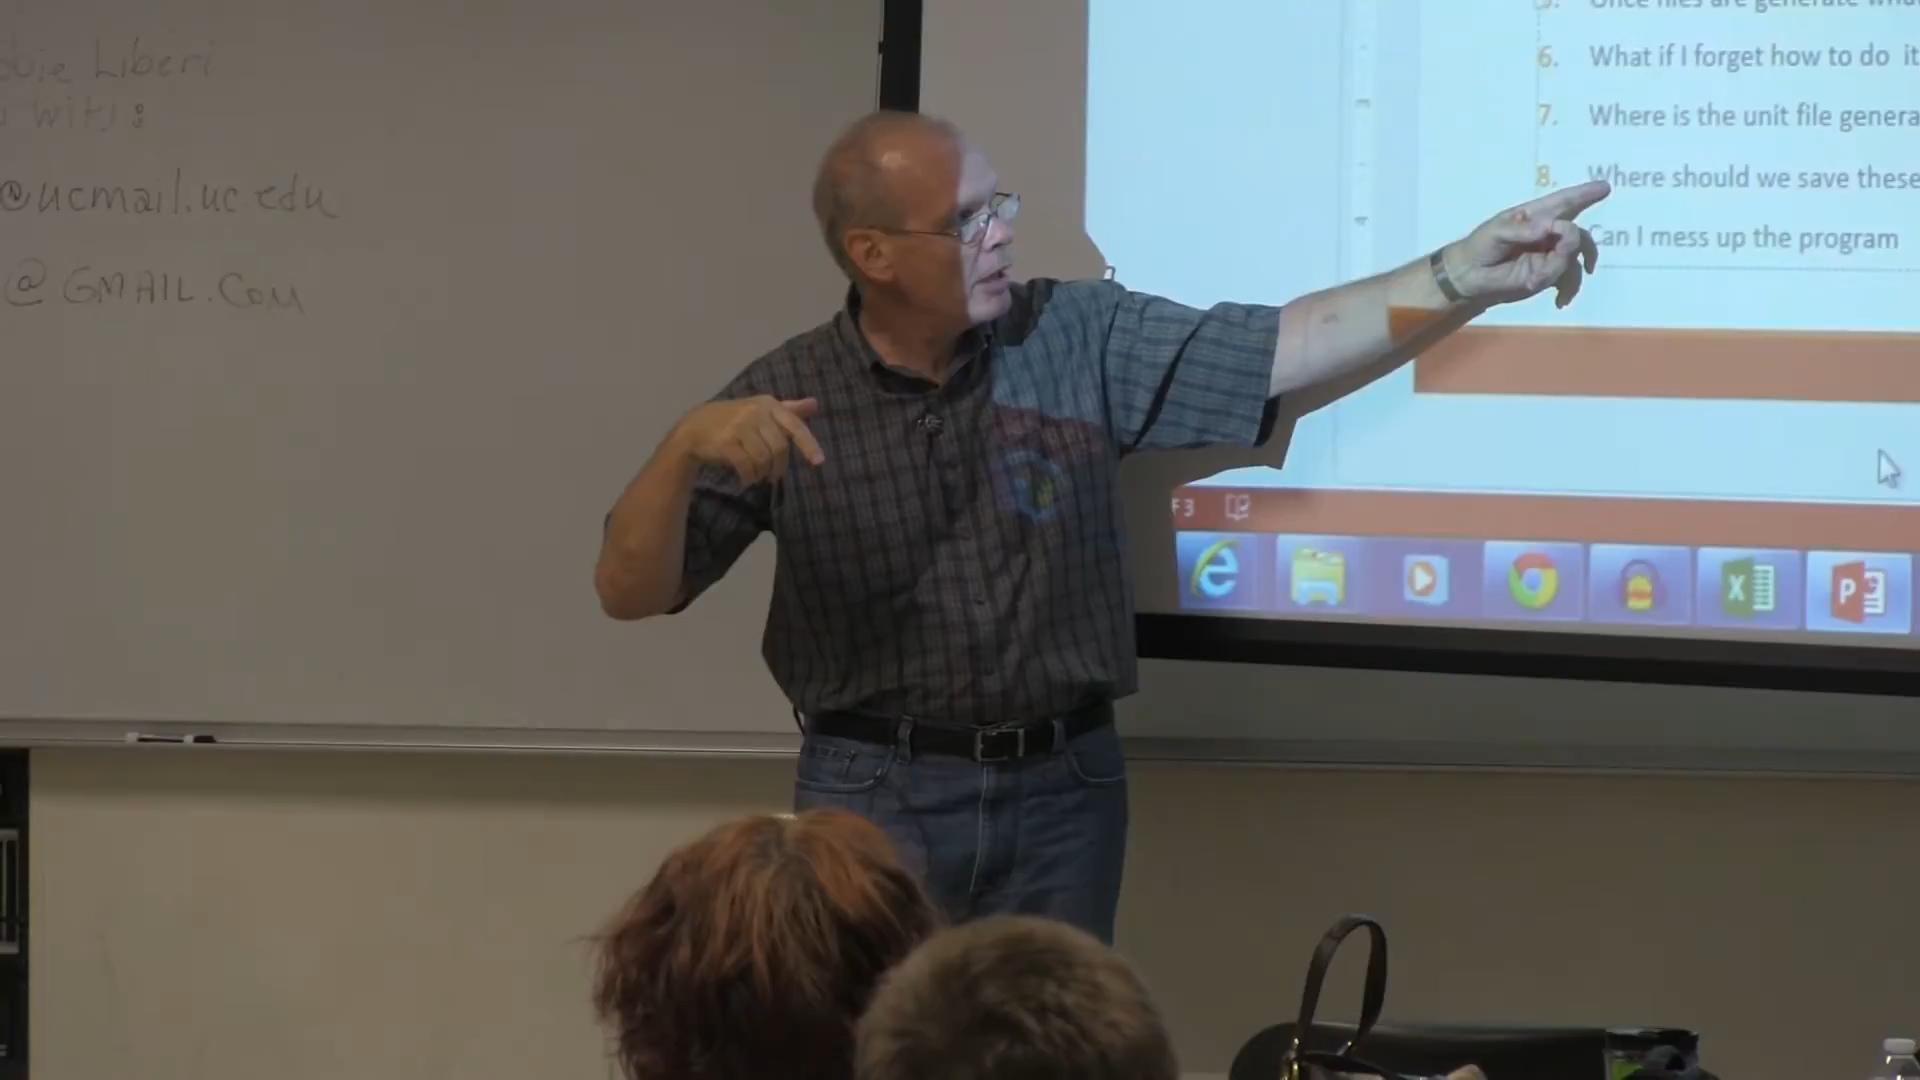 Liberi
@ucmail.uc.edu
@GMAIL.COM
6. What if I forget how to do it
7. Where is the unit file genera
8. Where should we save these
Can I mess up the program
F 3